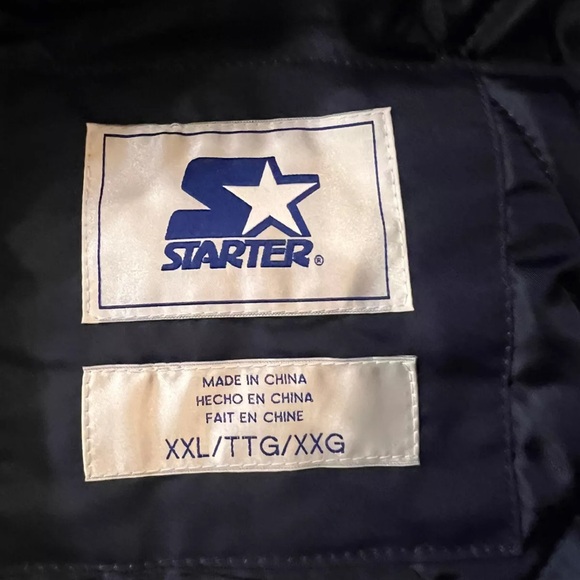 STARTER®
MADE IN CHINA
HECHO EN CHINA
FAIT EN CHINE
XXL/TTG/XXG